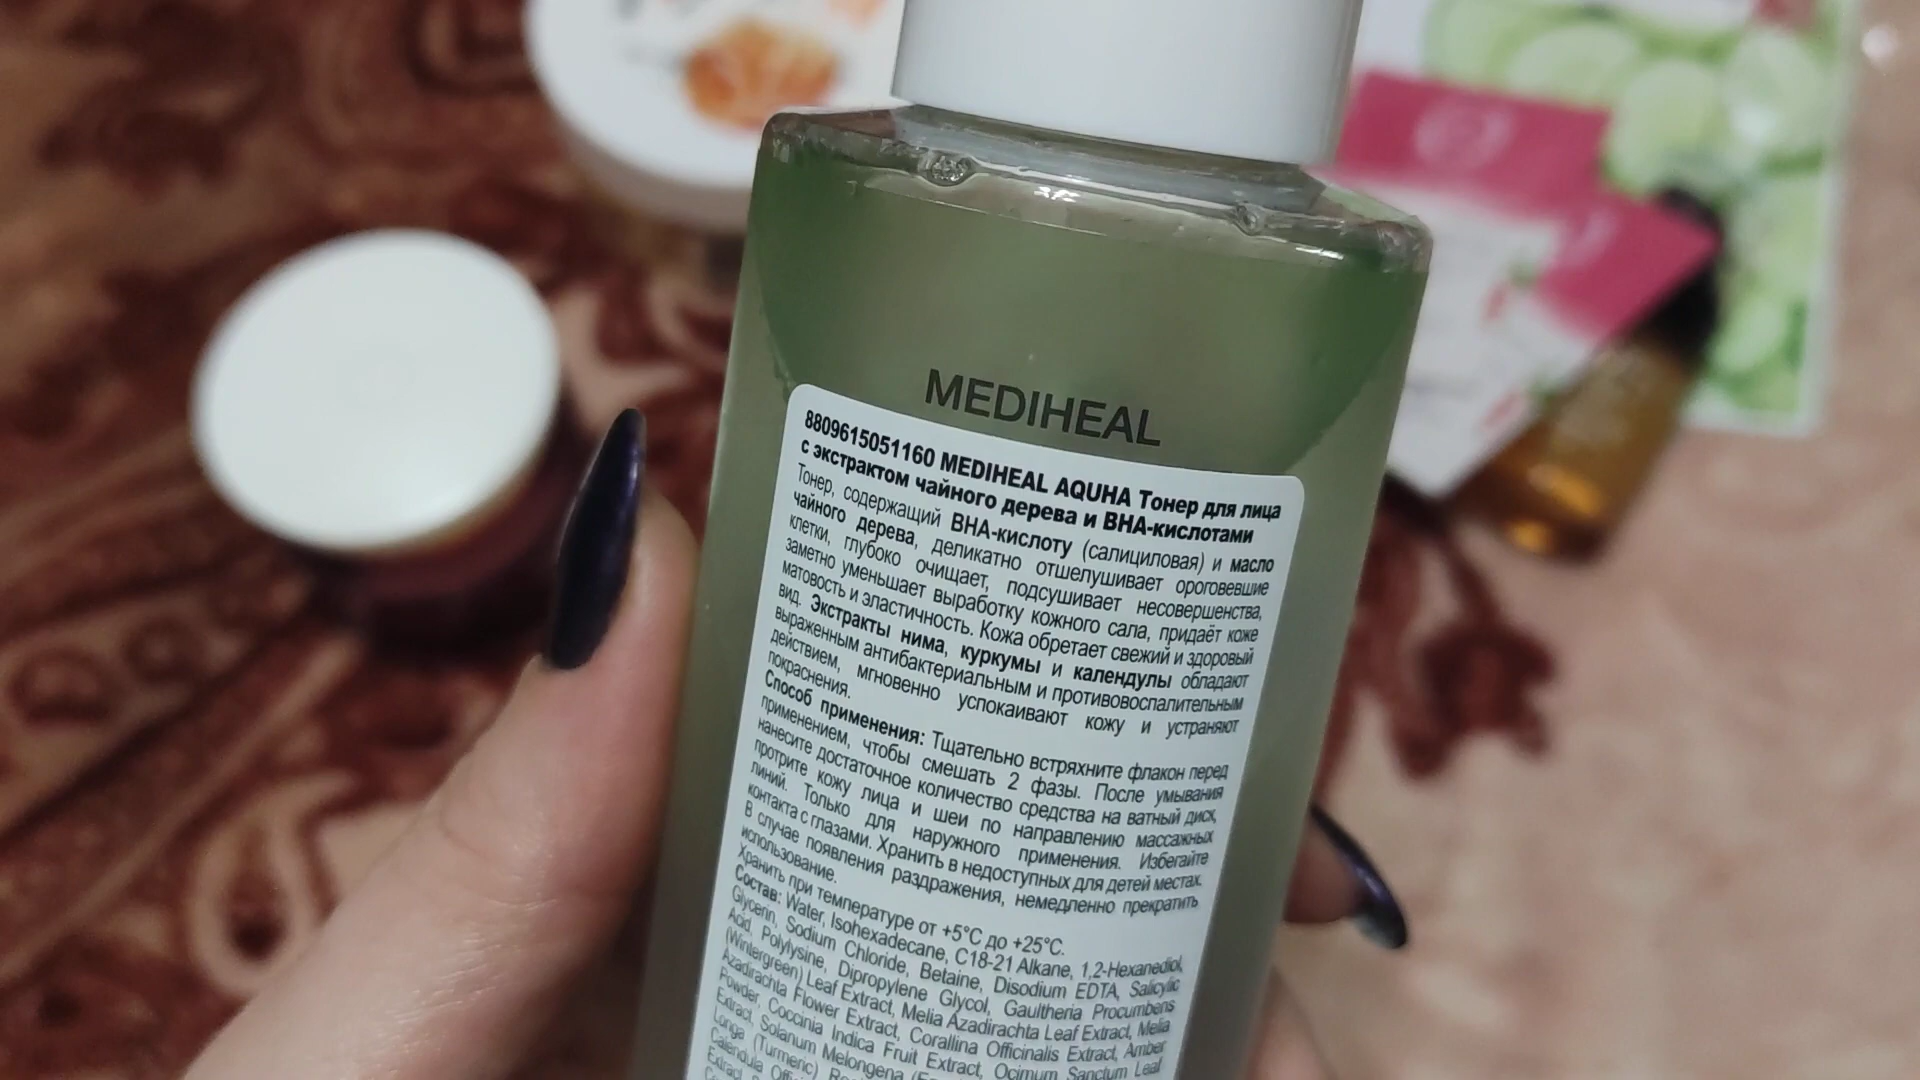 MEDIHEAL
8809615051160 MEDIHEAL AQUHA Тонер для лица
с экстрактом чайного дерева и BHA-кислотами
Тонер, содержащий BHA-кислоту (салициловая) и масло
чайного дерева, деликатно отшелушивает ороговевшие
клетки, глубоко очищает, подсушивает несовершенства,
заметно уменьшает выработку кожного сала, придаёт коже
матовость и эластичность. Кожа обретает свежий и здоровый
вид. Экстракты нима, куркумы и календулы обладают
выраженным антибактериальным и противовоспалительным
действием, мгновенно успокаивают кожу и устраняют
покраснения.
Способ применения: Тщательно встряхните флакон перед
применением, чтобы смешать 2 фазы. После умывания
нанесите достаточное количество средства на ватный диск,
протрите кожу лица и шеи по направлению массажных
линий. Только для наружного применения. Избегайте
контакта с глазами. Хранить в недоступных для детей местах.
В случае появления раздражения, немедленно прекратить
использование.
Хранить при температуре от +5°C до +25°C.
Состав: Water, Isohexadecane, C18-21 Alkane, 1,2-Hexanediol,
Glycerin, Sodium Chloride, Betaine, Disodium EDTA, Salicylic
Acid, Polylysine, Dipropylene Glycol, Gaultheria Procumbens
(Wintergreen) Leaf Extract, Melia Azadirachta Leaf Extract, Melia
Azadirachta Flower Extract, Corallina Officinalis Extract, Amber
Powder, Coccinia Indica Fruit Extract, Ocimum Sanctum Leaf
Extract, Solanum Melongena
Longa (Turmeric)
Calendula
Extract